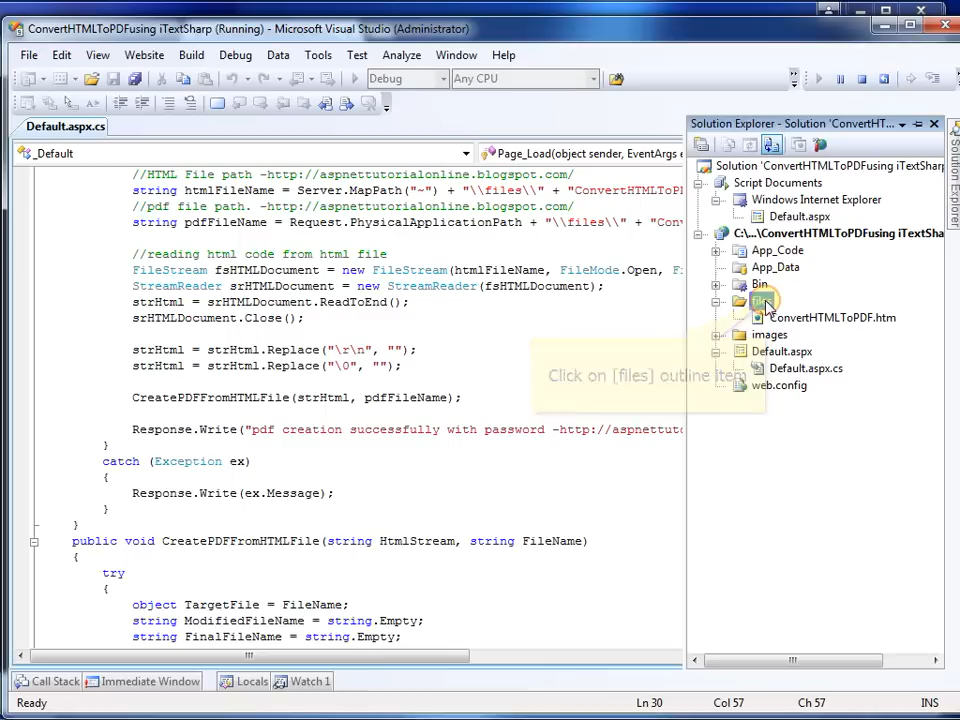 ConvertHTMLToPDFusing iTextSharp (Running) - Microsoft Visual Studio (Administrator)
File Edit View Website Build Debug Data Tools Test Analyze Window Help
Debug Any CPU
Default.aspx.cs
_Default Page_Load(object sender, EventArgs e
//HTML File path -http://aspnettutorialonline.blogspot.com/
string htmlFileName = Server.MapPath("~") + "\\files\\" + "ConvertHTMLToP
//pdf file path. -http://aspnettutorialonline.blogspot.com/
string pdfFileName = Request.PhysicalApplicationPath + "\\files\\" + "Conv
//reading html code from html file
FileStream fsHTMLDocument = new FileStream(htmlFileName, FileMode.Open, Fi
StreamReader srHTMLDocument = new StreamReader(fsHTMLDocument);
strHtml = srHTMLDocument.ReadToEnd();
srHTMLDocument.Close();
strHtml = strHtml.Replace("\r\n", "");
strHtml = strHtml.Replace("\0", "");
CreatePDFFromHTMLFile(strHtml, pdfFileName);
Response.Write("pdf creation successfully with password -http://aspnettuto
}
catch (Exception ex)
{
Response.Write(ex.Message);
}
}
public void CreatePDFFromHTMLFile(string HtmlStream, string FileName)
{
try
{
object TargetFile = FileName;
string ModifiedFileName = string.Empty;
string FinalFileName = string.Empty;
Solution Explorer - Solution 'ConvertHT...
Solution 'ConvertHTMLToPDFusing iTextSharp
Script Documents
Windows Internet Explorer
Default.aspx
C:\...\ConvertHTMLToPDFusing iTextSha
App_Code
App_Data
Bin
files
ConvertHTMLToPDF.htm
images
Default.aspx
Default.aspx.cs
web.config
Click on [files] outline item
Solution Explorer
Call Stack Immediate Window Locals Watch 1
Ready Ln 30 Col 57 Ch 57 INS